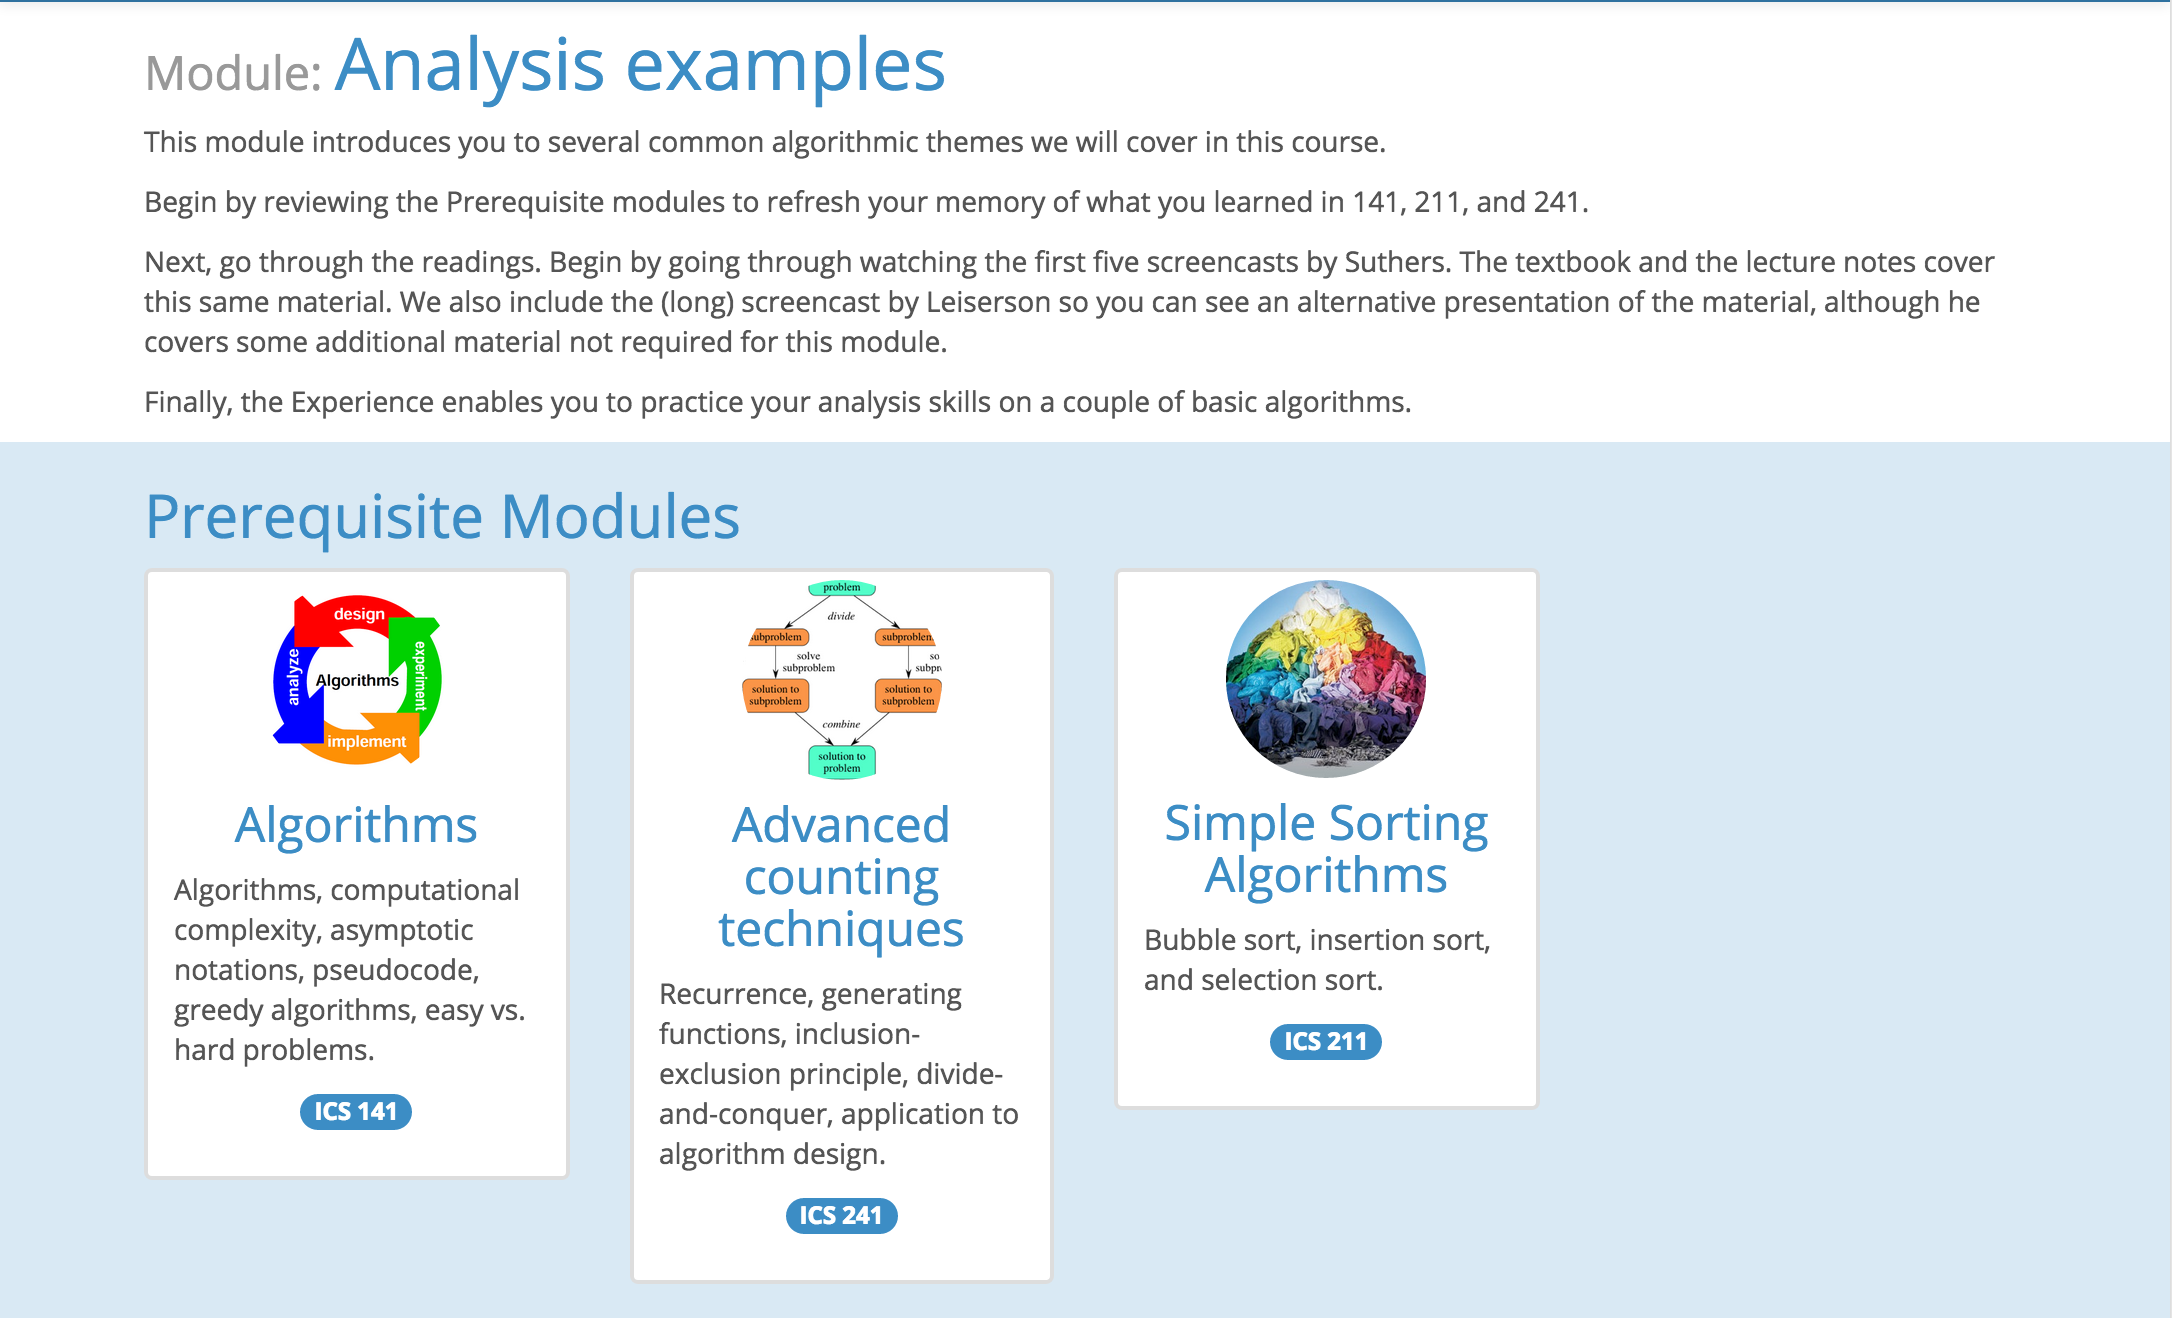 Module: Analysis examples
This module introduces you to several common algorithmic themes we will cover in this course.
Begin by reviewing the Prerequisite modules to refresh your memory of what you learned in 141, 211, and 241.
Next, go through the readings. Begin by going through watching the first five screencasts by Suthers. The textbook and the lecture notes cover
this same material. We also include the (long) screencast by Leiserson so you can see an alternative presentation of the material, although he
covers some additional material not required for this module.
Finally, the Experience enables you to practice your analysis skills on a couple of basic algorithms.
Prerequisite Modules
design
experiment
analyze
Algorithms
implement
Algorithms
Algorithms, computational
complexity, asymptotic
notations, pseudocode,
greedy algorithms, easy vs.
hard problems.
ICS 141
problem
divide
ubproblem
subproblem
solve
subproblem
so
subpr
solution to
subproblem
solution to
subproblem
combine
solution to
problem
Advanced
counting
techniques
Recurrence, generating
functions, inclusion-
exclusion principle, divide-
and-conquer, application to
algorithm design.
ICS 241
Simple Sorting
Algorithms
Bubble sort, insertion sort,
and selection sort.
ICS 211